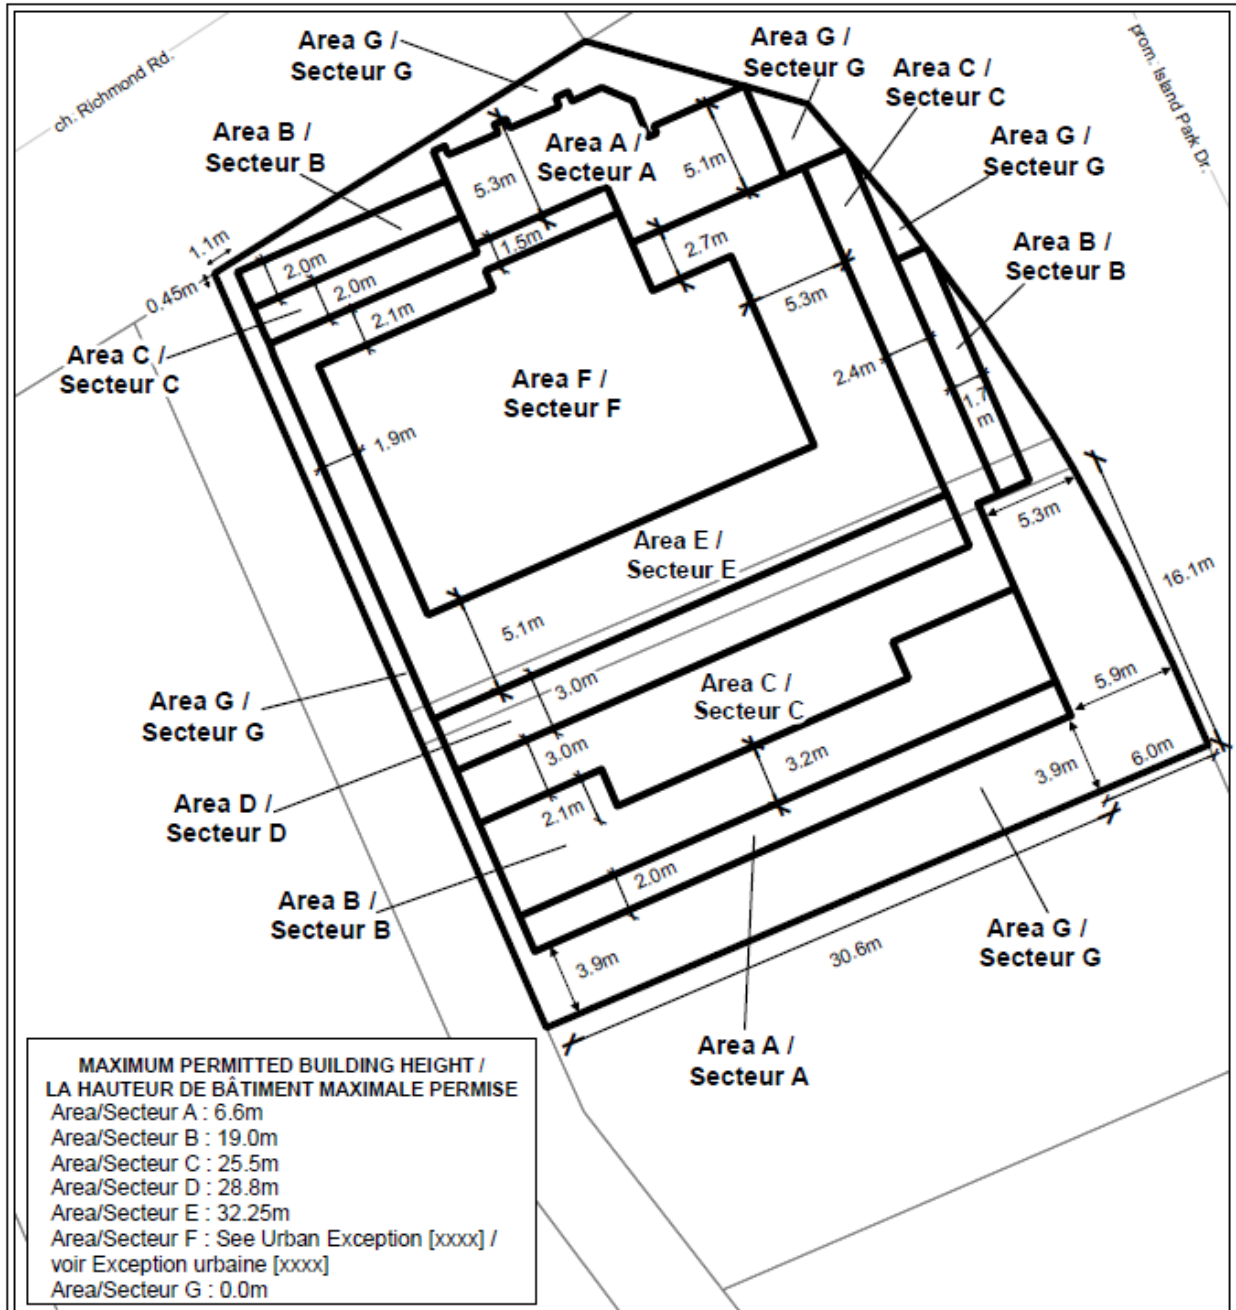 ch. Richmond Rd.
prom. Island Park Dr.
Area G /
Secteur G
Area G /
Secteur G
Area C /
Secteur C
Area B /
Secteur B
Area A /
Secteur A
Area G /
Secteur G
5.3m
5.1m
1.1m
0.45m
2.0m
2.0m
2.1m
1.5m
2.7m
5.3m
Area B /
Secteur B
Area C /
Secteur C
Area F /
Secteur F
2.4m
1.7
m
1.9m
Area E /
Secteur E
5.3m
16.1m
5.1m
3.0m
Area G /
Secteur G
Area C /
Secteur C
5.9m
3.0m
3.2m
3.9m
6.0m
Area D /
Secteur D
2.1m
2.0m
Area B /
Secteur B
3.9m
30.6m
Area G /
Secteur G
Area A /
Secteur A
MAXIMUM PERMITTED BUILDING HEIGHT /
LA HAUTEUR DE BÂTIMENT MAXIMALE PERMISE
Area/Secteur A : 6.6m
Area/Secteur B : 19.0m
Area/Secteur C : 25.5m
Area/Secteur D : 28.8m
Area/Secteur E : 32.25m
Area/Secteur F : See Urban Exception [xxxx] /
voir Exception urbaine [xxxx]
Area/Secteur G : 0.0m